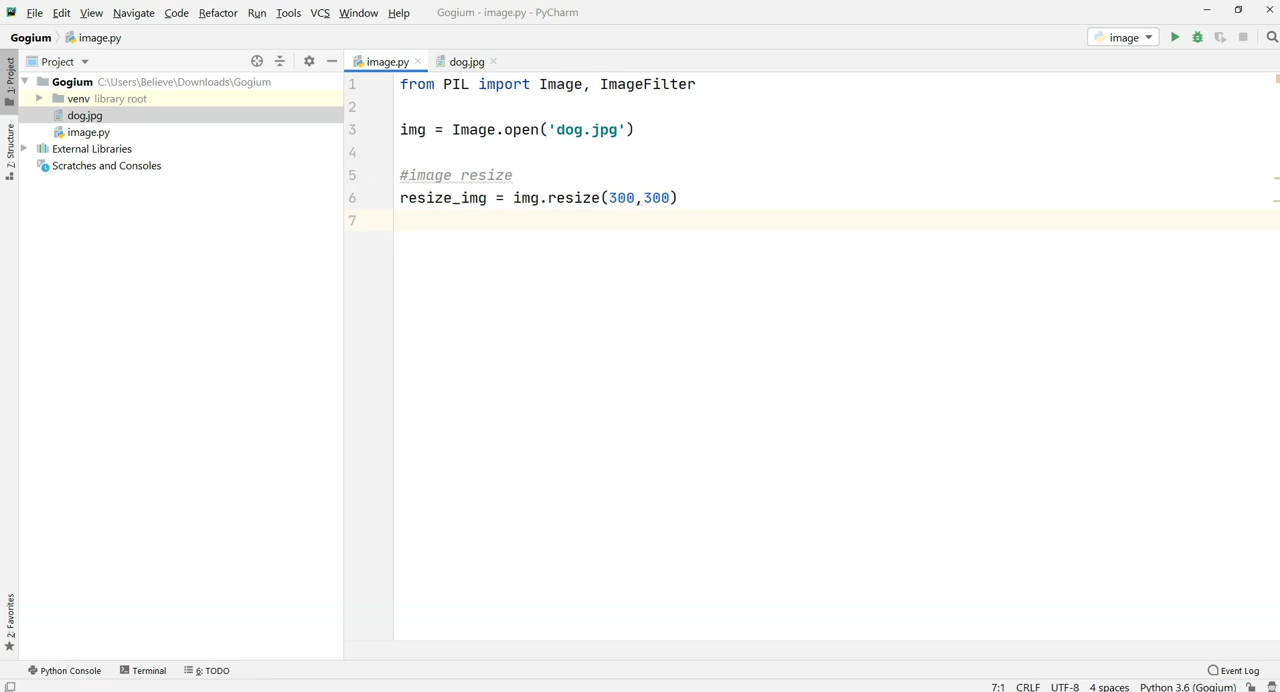 File Edit View Navigate Code Refactor Run Tools VCS Window Help Gogium - image.py - PyCharm
Gogium image.py image
1: Project
Project
image.py dog.jpg
Gogium C:\Users\Believe\Downloads\Gogium
venv library root
dog.jpg
image.py
External Libraries
Scratches and Consoles
7: Structure
2: Favorites
1 from PIL import Image, ImageFilter
2
3 img = Image.open('dog.jpg')
4
5 #image resize
6 resize_img = img.resize(300,300)
7
Python Console Terminal 6: TODO Event Log
7:1 CRLF UTF-8 4 spaces Python 3.6 (Gogium)